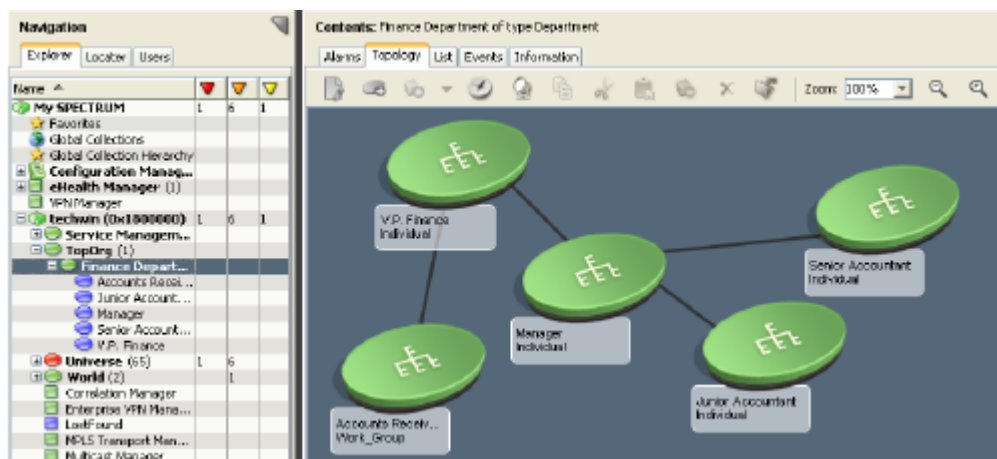 Navigation
Explorer Locater Users
Name
My SPECTRUM 1 6 1
Favorites
Global Collections
Global Collection Hierarchy
Configuration Manag...
eHealth Manager (1)
VPN Manager
techwin (0x1800000) 1 6 1
Service Managem...
TopOrg (1)
Finance Depart...
Accounts Recei...
Junior Account...
Manager
Senior Account...
V.P. Finance
Universe (65) 1 6
World (2) 1
Correlation Manager
Enterprise VPN Mana...
LostFound
MPLS Transport Man...
Multicast Manager
Contents: Finance Department of type Department
Alarms Topology List Events Information
Zoom: 100%
V.P. Finance
Individual
Senior Accountant
Individual
Manager
Individual
Junior Accountant
Individual
Accounts Receiv...
Work_Group